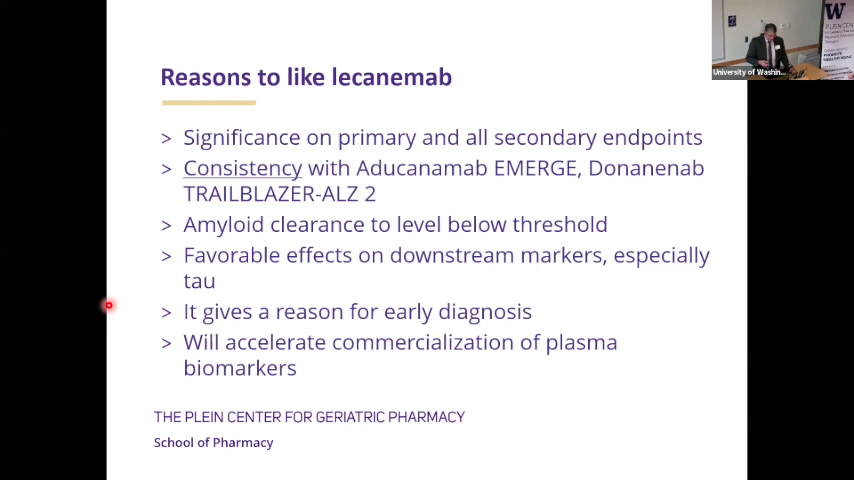 Reasons to like lecanemab
> Significance on primary and all secondary endpoints
> Consistency with Aducanamab EMERGE, Donanenab
TRAILBLAZER-ALZ 2
> Amyloid clearance to level below threshold
> Favorable effects on downstream markers, especially
tau
> It gives a reason for early diagnosis
> Will accelerate commercialization of plasma
biomarkers
THE PLEIN CENTER FOR GERIATRIC PHARMACY
School of Pharmacy
W
PLEIN CENTER
University of Washin...